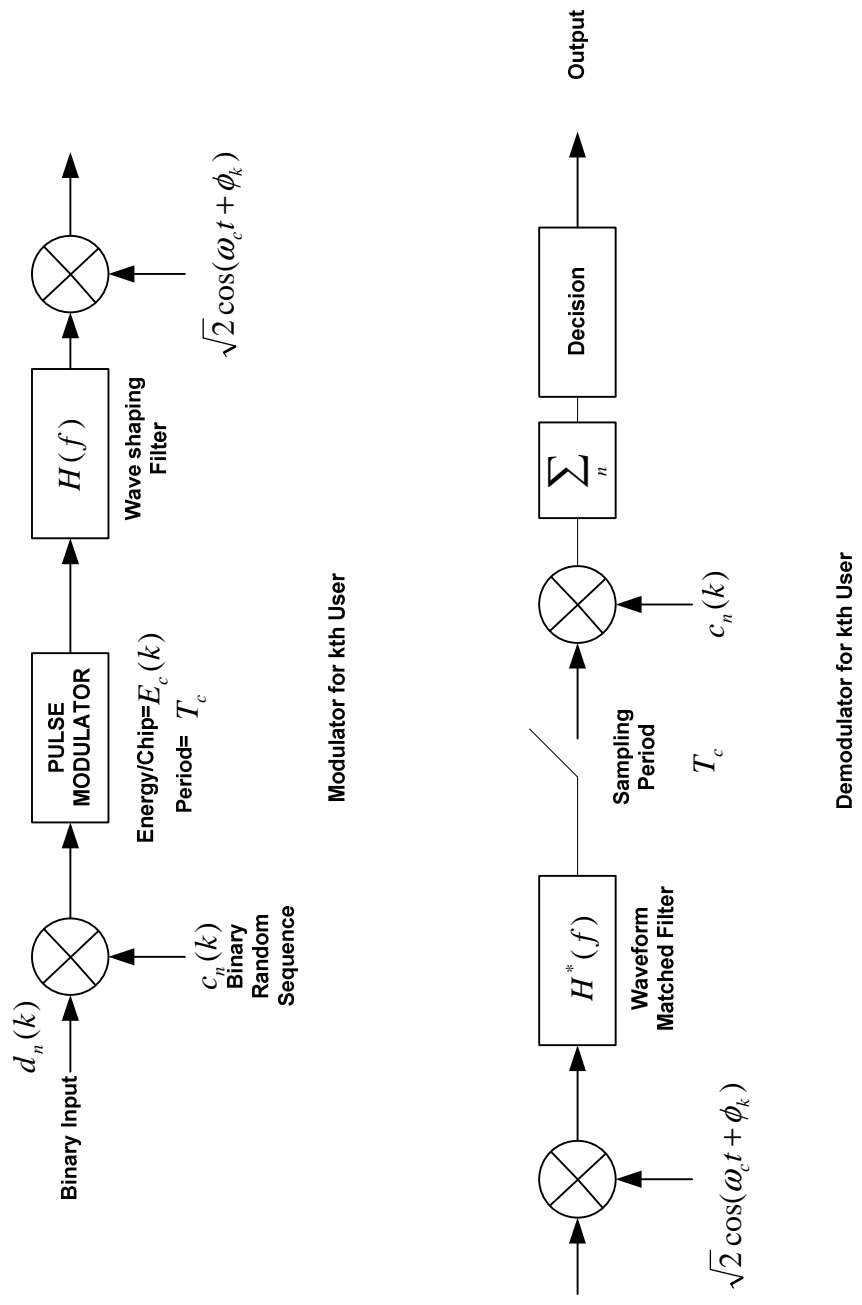 Binary Input
d_n(k)
c_n(k)
Binary
Random
Sequence
PULSE
MODULATOR
Energy/Chip=E_c(k)
Period= T_c
H(f)
Wave shaping
Filter
√2 cos(ω_c t + ϕ_k)
Modulator for kth User
√2 cos(ω_c t + ϕ_k)
H*(f)
Waveform
Matched Filter
Sampling
Period
T_c
c_n(k)
∑_n
Decision
Output
Demodulator for kth User